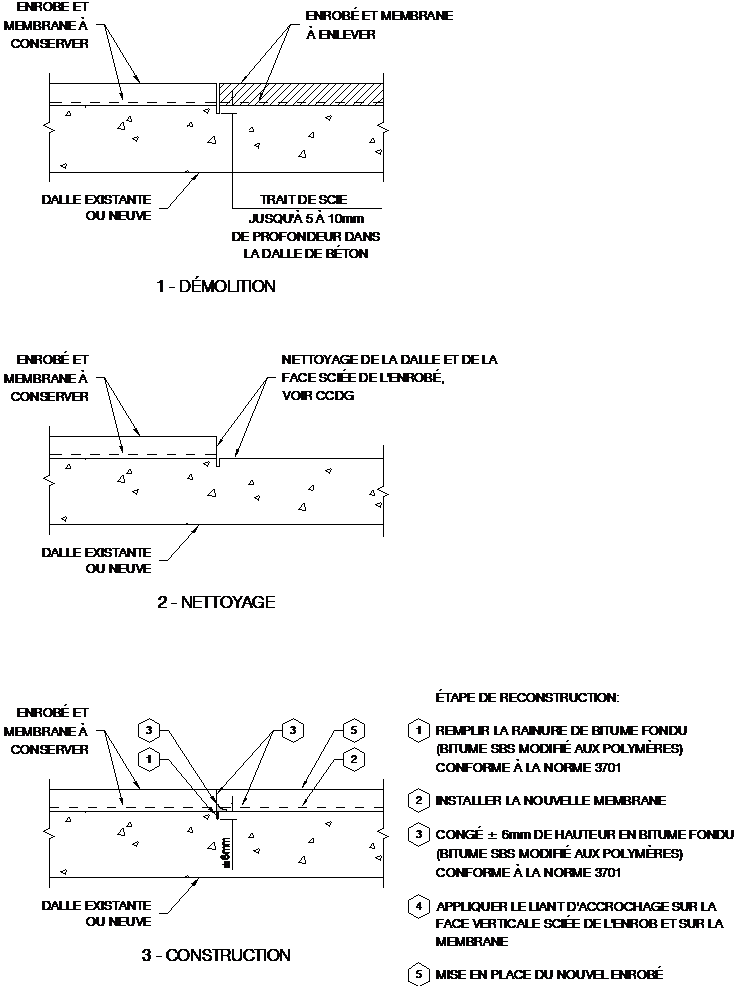 ENROBÉ ET
MEMBRANE À
CONSERVER
ENROBÉ ET MEMBRANE
À ENLEVER
DALLE EXISTANTE
OU NEUVE
TRAIT DE SCIE
JUSQU'À 5 À 10mm
DE PROFONDEUR DANS
LA DALLE DE BÉTON
1 - DÉMOLITION
ENROBÉ ET
MEMBRANE À
CONSERVER
NETTOYAGE DE LA DALLE ET DE LA
FACE SCIÉE DE L'ENROBÉ,
VOIR CCDG
DALLE EXISTANTE
OU NEUVE
2 - NETTOYAGE
ENROBÉ ET
MEMBRANE À
CONSERVER
3
3
5
1
2
±6mm
DALLE EXISTANTE
OU NEUVE
3 - CONSTRUCTION
ÉTAPE DE RECONSTRUCTION:
1 REMPLIR LA RAINURE DE BITUME FONDU
(BITUME SBS MODIFIÉ AUX POLYMÈRES)
CONFORME À LA NORME 3701
2 INSTALLER LA NOUVELLE MEMBRANE
3 CONGÉ ± 6mm DE HAUTEUR EN BITUME FONDU
(BITUME SBS MODIFIÉ AUX POLYMÈRES)
CONFORME À LA NORME 3701
4 APPLIQUER LE LIANT D'ACCROCHAGE SUR LA
FACE VERTICALE SCIÉE DE L'ENROB ET SUR LA
MEMBRANE
5 MISE EN PLACE DU NOUVEL ENROBÉ